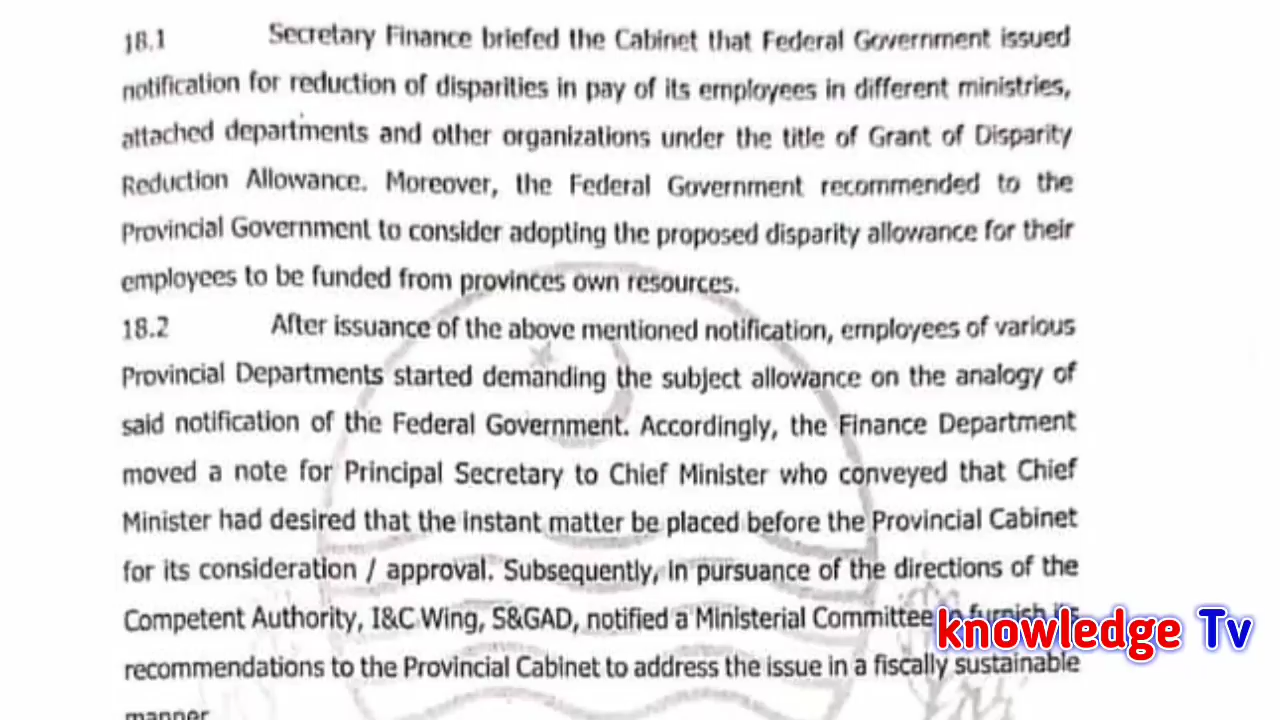 18.1 Secretary Finance briefed the Cabinet that Federal Government issued
notification for reduction of disparities in pay of its employees in different ministries,
attached departments and other organizations under the title of Grant of Disparity
Reduction Allowance. Moreover, the Federal Government recommended to the
Provincial Government to consider adopting the proposed disparity allowance for their
employees to be funded from provinces own resources.
18.2 After issuance of the above mentioned notification, employees of various
Provincial Departments started demanding the subject allowance on the analogy of
said notification of the Federal Government. Accordingly, the Finance Department
moved a note for Principal Secretary to Chief Minister who conveyed that Chief
Minister had desired that the instant matter be placed before the Provincial Cabinet
for its consideration / approval. Subsequently, in pursuance of the directions of the
Competent Authority, I&C Wing, S&GAD, notified a Ministerial Committee to furnish its
knowledge Tv
recommendations to the Provincial Cabinet to address the issue in a fiscally sustainable
manner